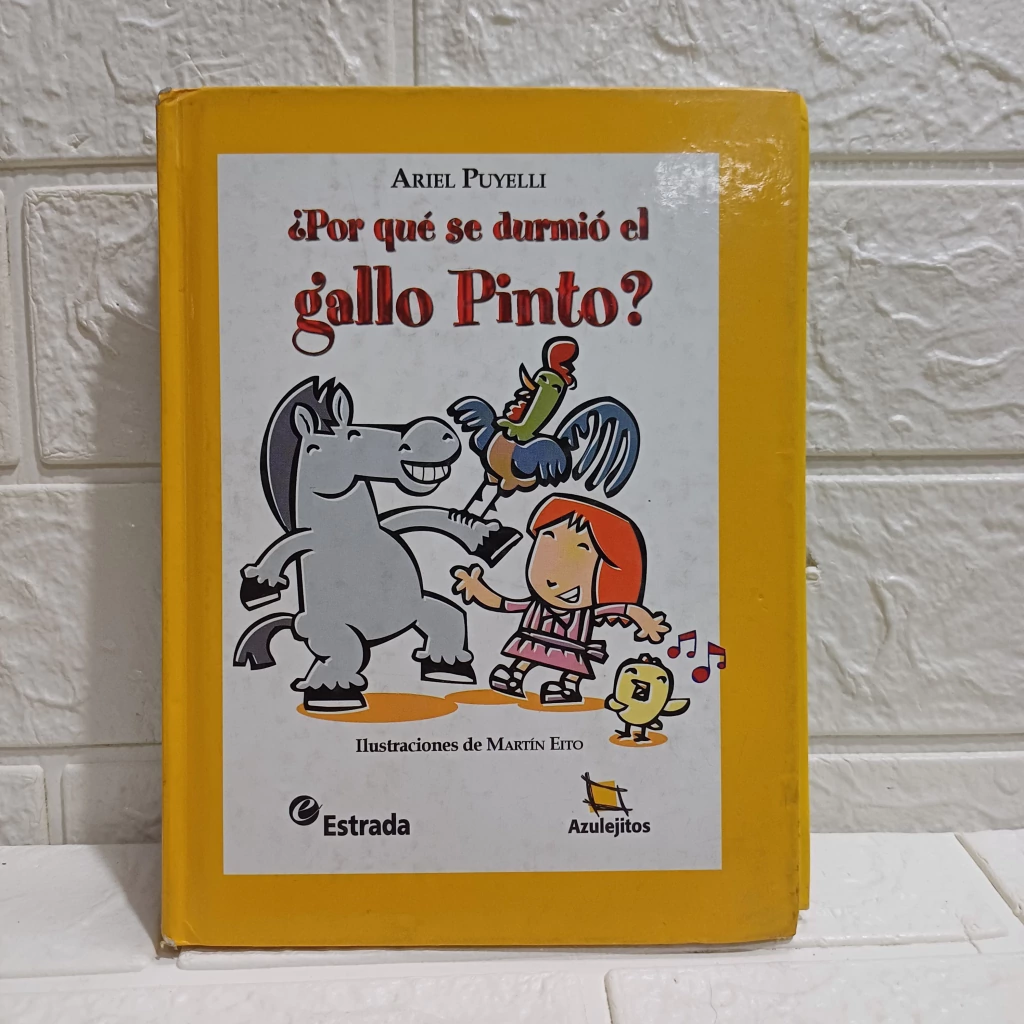 Ariel Puyelli
¿Por qué se durmió el
gallo Pinto?
Ilustraciones de Martín Eito
e Estrada
Azulejitos